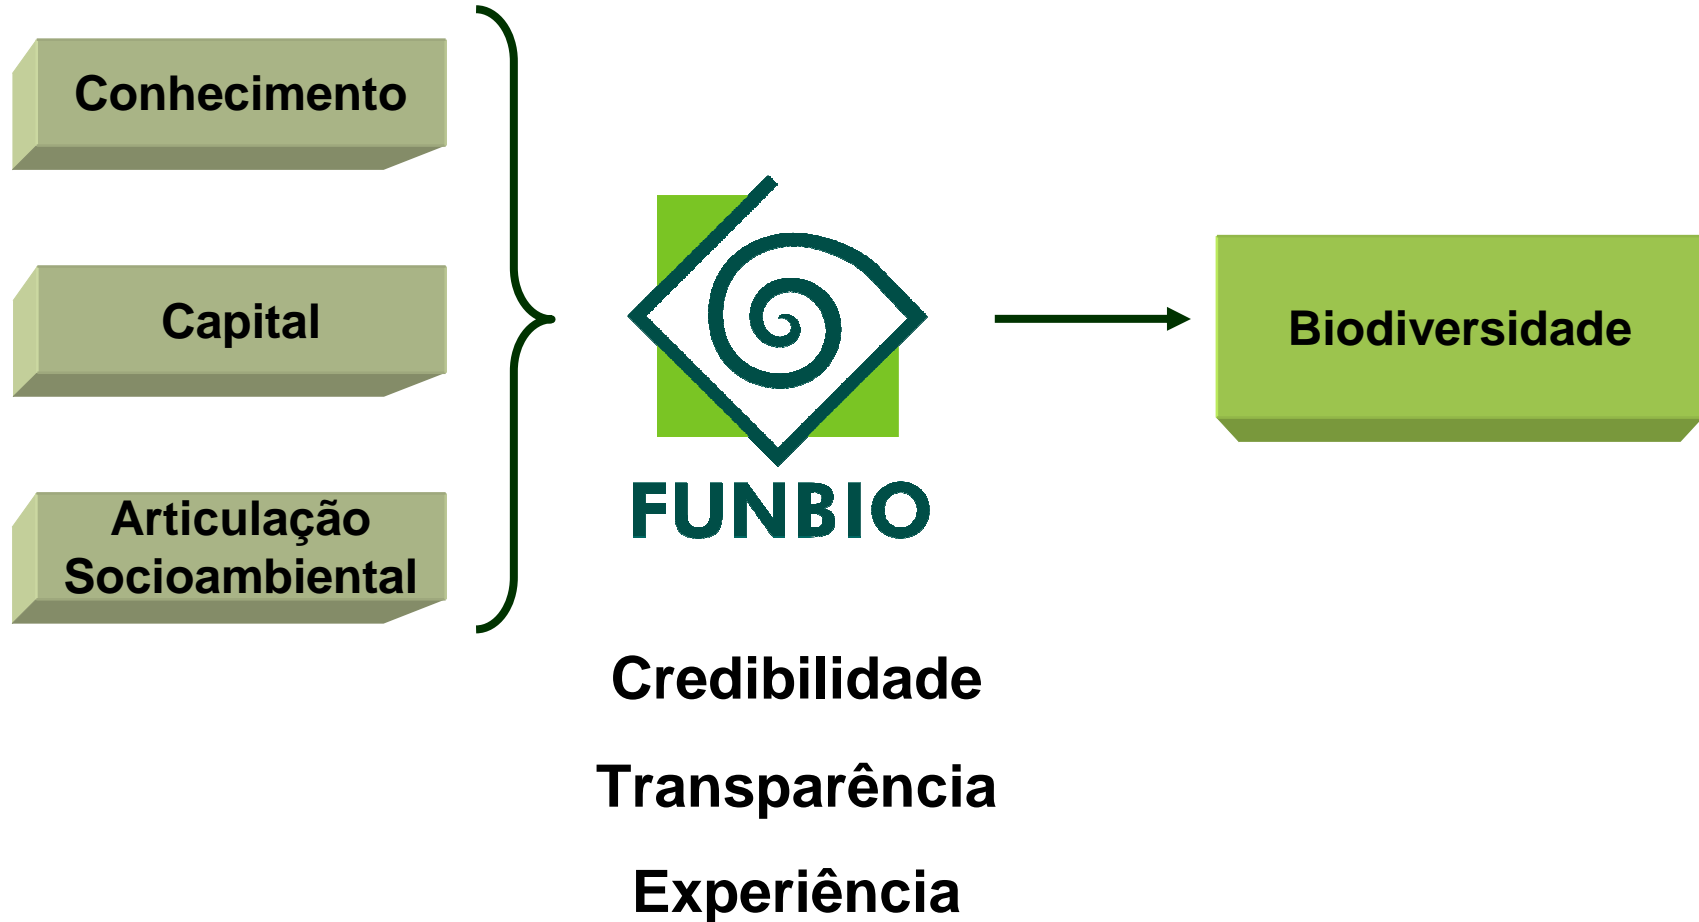 Conhecimento
Capital
Articulação
Socioambiental
FUNBIO
Credibilidade
Transparência
Experiência
Biodiversidade